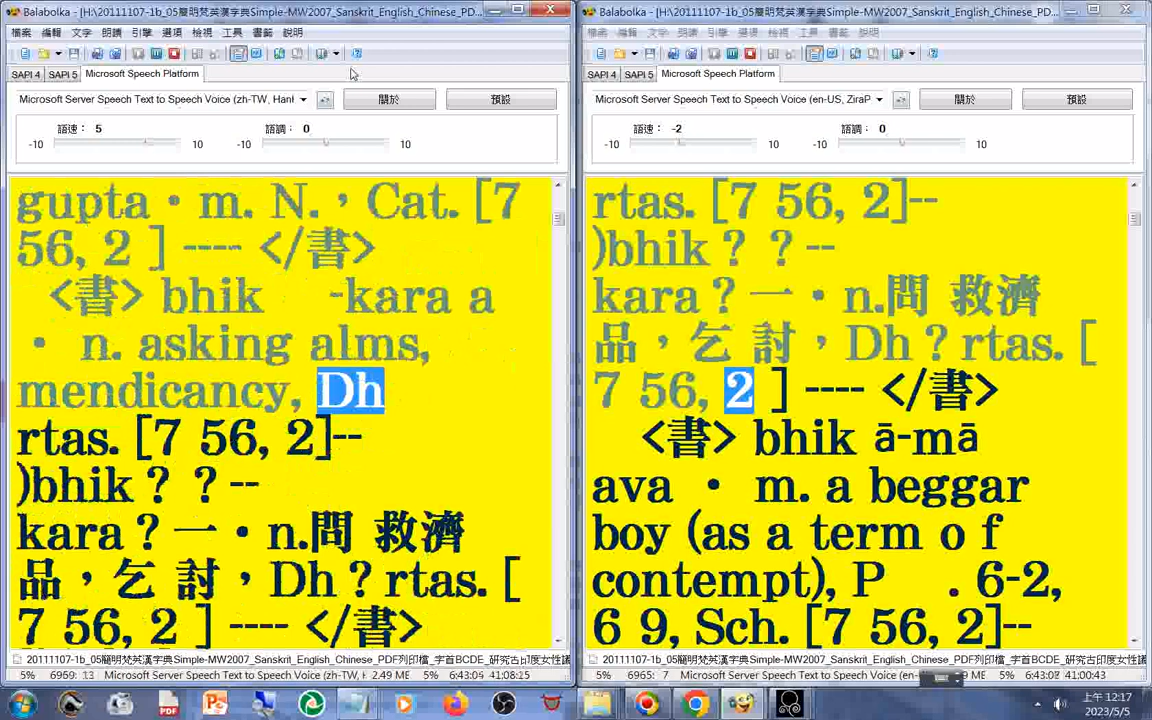 Balabolka - [H:\20111107-1b_05簡明梵英漢字典Simple-MW2007_Sanskrit_English_Chinese_PD...
檔案 編輯 文字 朗讀 引擎 選項 檢視 工具 書籤 說明
SAPI 4 SAPI 5 Microsoft Speech Platform
Microsoft Server Speech Text to Speech Voice (zh-TW, Hanl 關於 預設
語速： 5 語調： 0
-10 10 -10 10
gupta‧m. N.，Cat. [7
56, 2 ] ---- </書>
<書> bhik -kara a
‧ n. asking alms,
mendicancy, Dh
rtas. [7 56, 2]--
)bhik？？--
kara？一‧n.問 救濟
品，乞 討，Dh？rtas. [
7 56, 2 ] ---- </書>
20111107-1b_05簡明梵英漢字典Simple-MW2007_Sanskrit_English_Chinese_PDF列印檔_字首BCDE_研究古印度女性議
5% 6969: 13 Microsoft Server Speech Text to Speech Voice (zh-TW, H 2.49 ME 5% 6:43:04 41:08:25
Balabolka - [H:\20111107-1b_05簡明梵英漢字典Simple-MW2007_Sanskrit_English_Chinese_PD...
檔案 編輯 文字 朗讀 引擎 選項 檢視 工具 書籤 說明
SAPI 4 SAPI 5 Microsoft Speech Platform
Microsoft Server Speech Text to Speech Voice (en-US, ZiraP 關於 預設
語速： -2 語調： 0
-10 10 -10 10
rtas. [7 56, 2]--
)bhik？？--
kara？一‧n.問 救濟
品，乞 討，Dh？rtas. [
7 56, 2 ] ---- </書>
<書> bhik ā-mā
ava ‧ m. a beggar
boy (as a term o f
contempt), P . 6-2,
6 9, Sch. [7 56, 2]--
20111107-1b_05簡明梵英漢字典Simple-MW2007_Sanskrit_English_Chinese_PDF列印檔_字首BCDE_研究古印度女性議
5% 6965: 7 Microsoft Server Speech Text to Speech Voice (en-US, ME 5% 6:43:02 41:00:43
上午 12:17
2023/5/5